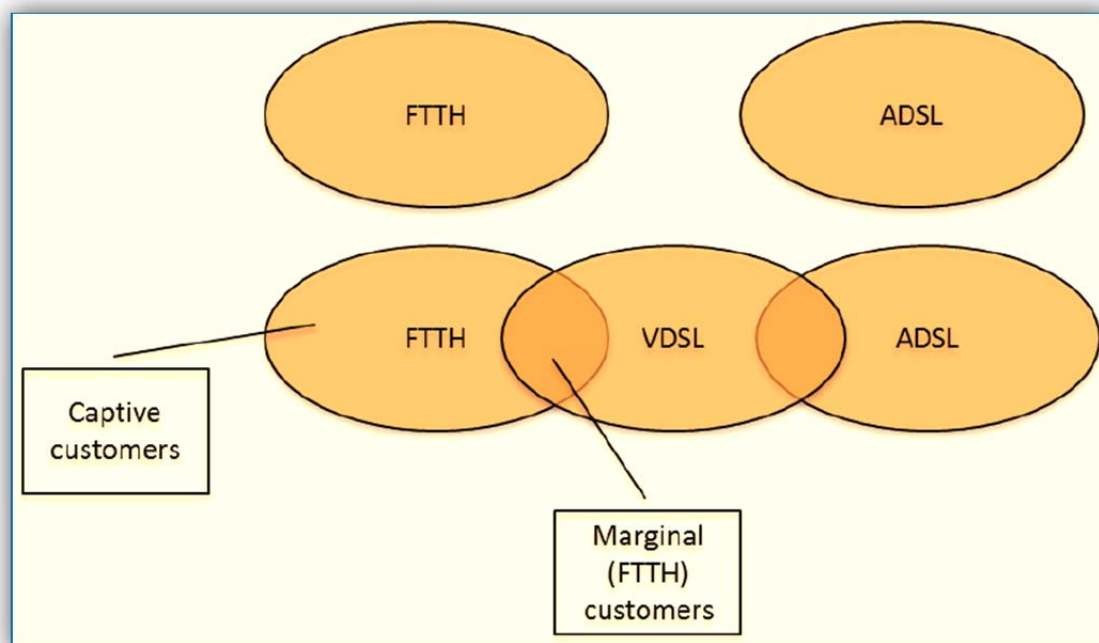 FTTH
ADSL
FTTH
VDSL
ADSL
Captive
customers
Marginal
(FTTH)
customers